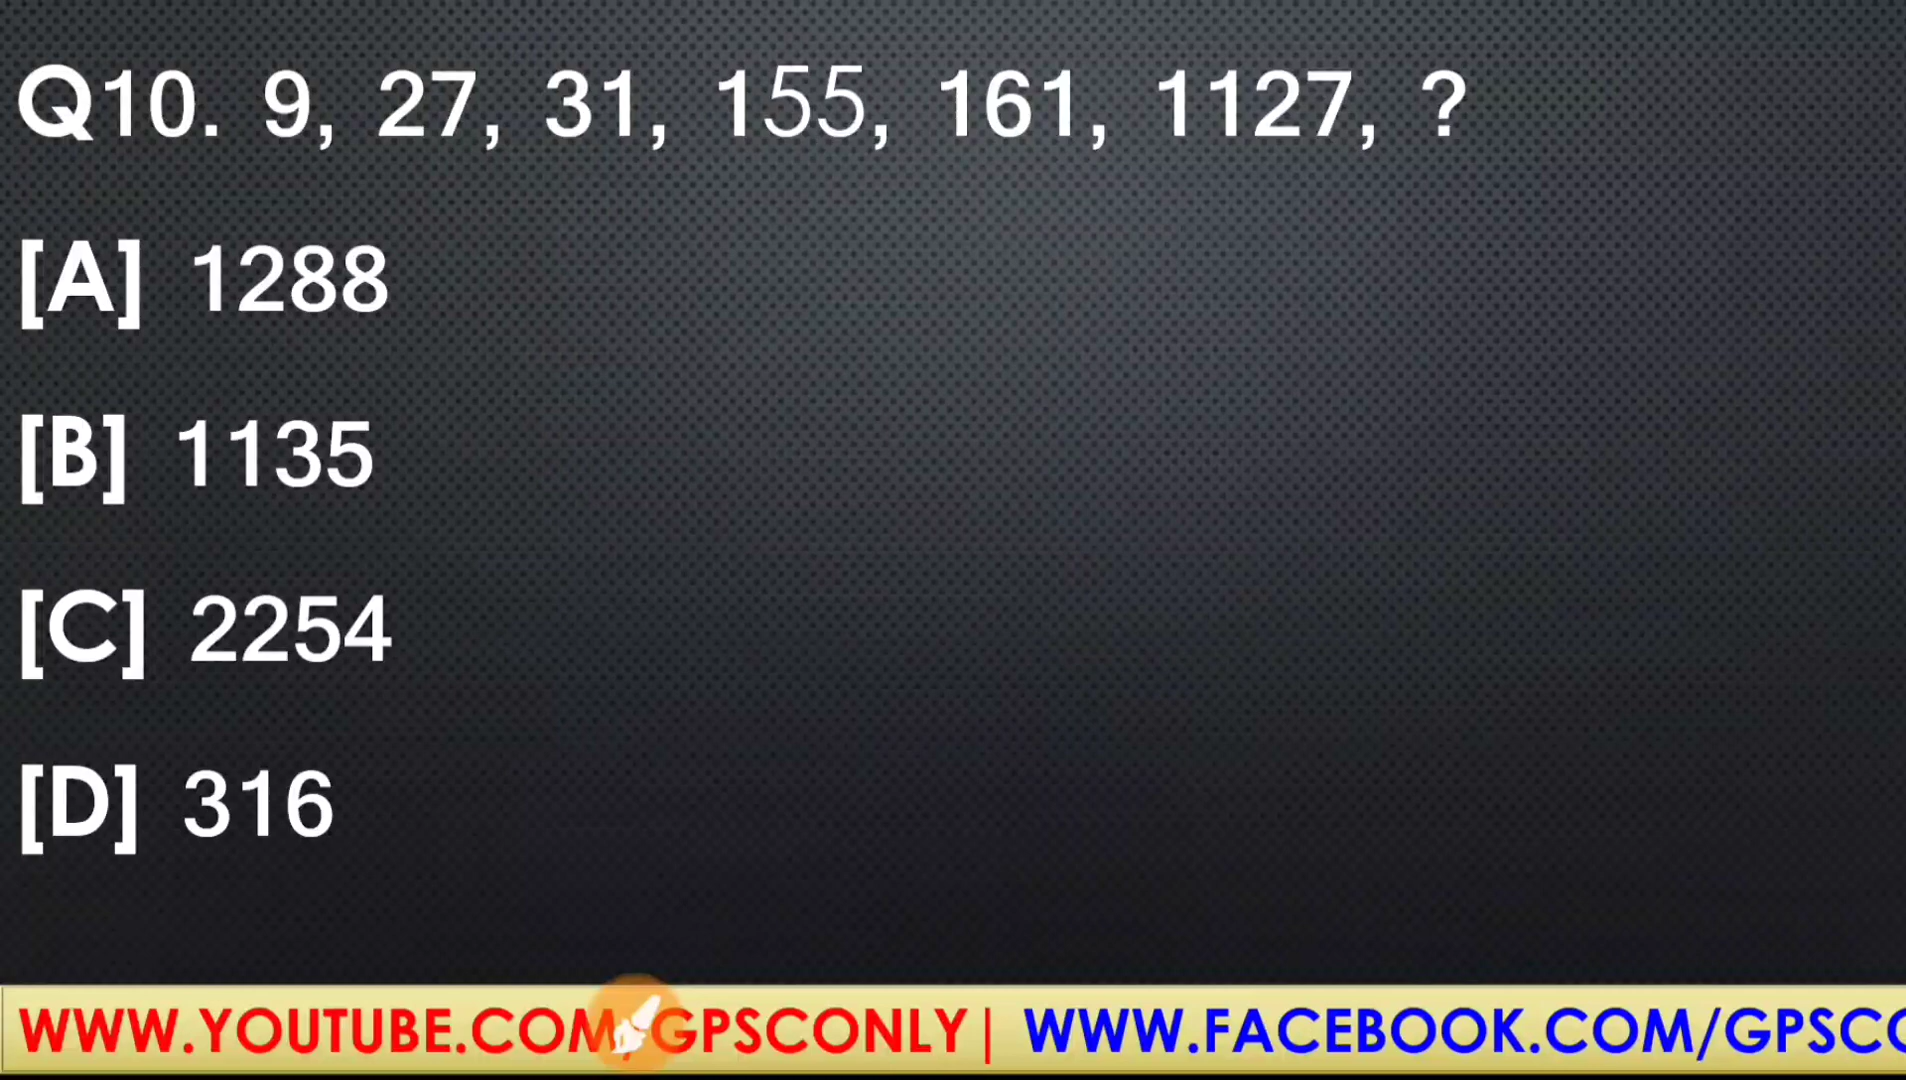 Q10. 9, 27, 31, 155, 161, 1127, ?
[A] 1288
[B] 1135
[C] 2254
[D] 316
WWW.YOUTUBE.COM/GPSCONLY| WWW.FACEBOOK.COM/GPSCO